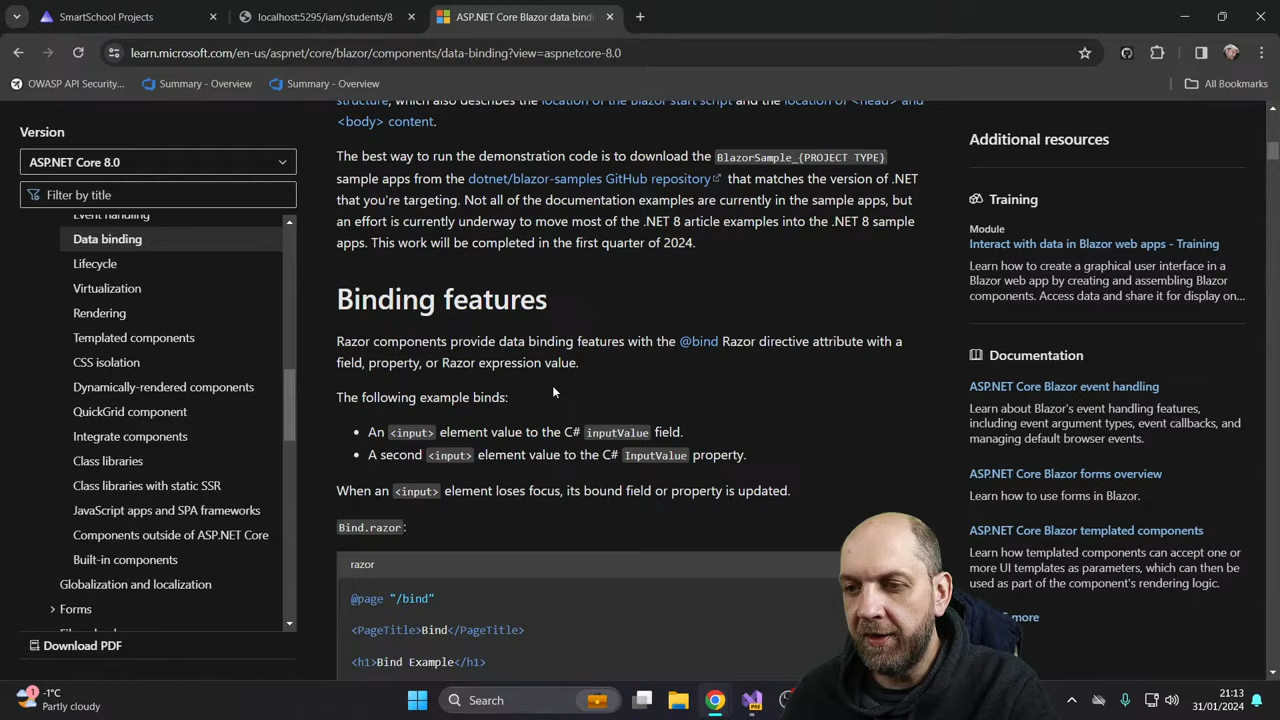 SmartSchool Projects
localhost:5295/iam/students/8
ASP.NET Core Blazor data bind
learn.microsoft.com/en-us/aspnet/core/blazor/components/data-binding?view=aspnetcore-8.0
OWASP API Security...
Summary - Overview
Summary - Overview
All Bookmarks
Version
ASP.NET Core 8.0
Filter by title
Event handling
Data binding
Lifecycle
Virtualization
Rendering
Templated components
CSS isolation
Dynamically-rendered components
QuickGrid component
Integrate components
Class libraries
Class libraries with static SSR
JavaScript apps and SPA frameworks
Components outside of ASP.NET Core
Built-in components
Globalization and localization
Forms
Download PDF
structure, which also describes the location of the Blazor start script and the location of <head> and
<body> content.
The best way to run the demonstration code is to download the BlazorSample_{PROJECT TYPE}
sample apps from the dotnet/blazor-samples GitHub repository that matches the version of .NET
that you're targeting. Not all of the documentation examples are currently in the sample apps, but
an effort is currently underway to move most of the .NET 8 article examples into the .NET 8 sample
apps. This work will be completed in the first quarter of 2024.
Binding features
Razor components provide data binding features with the @bind Razor directive attribute with a
field, property, or Razor expression value.
The following example binds:
• An <input> element value to the C# inputValue field.
• A second <input> element value to the C# InputValue property.
When an <input> element loses focus, its bound field or property is updated.
Bind.razor:
razor
@page "/bind"
<PageTitle>Bind</PageTitle>
<h1>Bind Example</h1>
Additional resources
Training
Module
Interact with data in Blazor web apps - Training
Learn how to create a graphical user interface in a
Blazor web app by creating and assembling Blazor
components. Access data and share it for display on...
Documentation
ASP.NET Core Blazor event handling
Learn about Blazor's event handling features,
including event argument types, event callbacks, and
managing default browser events.
ASP.NET Core Blazor forms overview
Learn how to use forms in Blazor.
ASP.NET Core Blazor templated components
Learn how templated components can accept one or
more UI templates as parameters, which can then be
used as part of the component's rendering logic.
more
1
-1°C
Partly cloudy
Search
PRE
21:13
31/01/2024